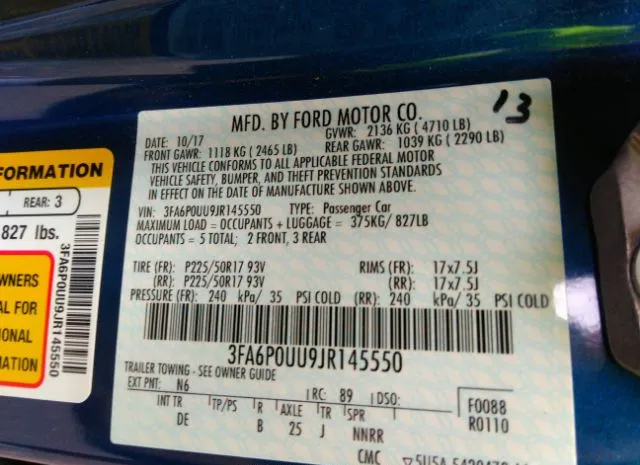 13
MFD. BY FORD MOTOR CO.
DATE: 10/17 GVWR: 2136 KG (4710 LB)
FRONT GAWR: 1118 KG (2465 LB) REAR GAWR: 1039 KG (2290 LB)
THIS VEHICLE CONFORMS TO ALL APPLICABLE FEDERAL MOTOR
VEHICLE SAFETY, BUMPER, AND THEFT PREVENTION STANDARDS
IN EFFECT ON THE DATE OF MANUFACTURE SHOWN ABOVE.
VIN: 3FA6P0UU9JR145550 TYPE: Passenger Car
MAXIMUM LOAD = OCCUPANTS + LUGGAGE = 375KG/ 827LB
OCCUPANTS = 5 TOTAL; 2 FRONT, 3 REAR
TIRE (FR): P225/50R17 93V RIMS (FR): 17x7.5J
(RR): P225/50R17 93V (RR): 17x7.5J
PRESSURE (FR): 240 kPa/ 35 PSI COLD (RR): 240 kPa/ 35 PSI COLD
3FA6P0UU9JR145550
TRAILER TOWING - SEE OWNER GUIDE
EXT PNT: N6 RC: 89 DSO:
INT TR TP/PS R AXLE TR SPR F0088
DE B 25 J NNRR R0110
CMC
FORMATION
REAR: 3
827 lbs.
3FA6P0UU9JR145550
WNERS
AL FOR
IONAL
MATION